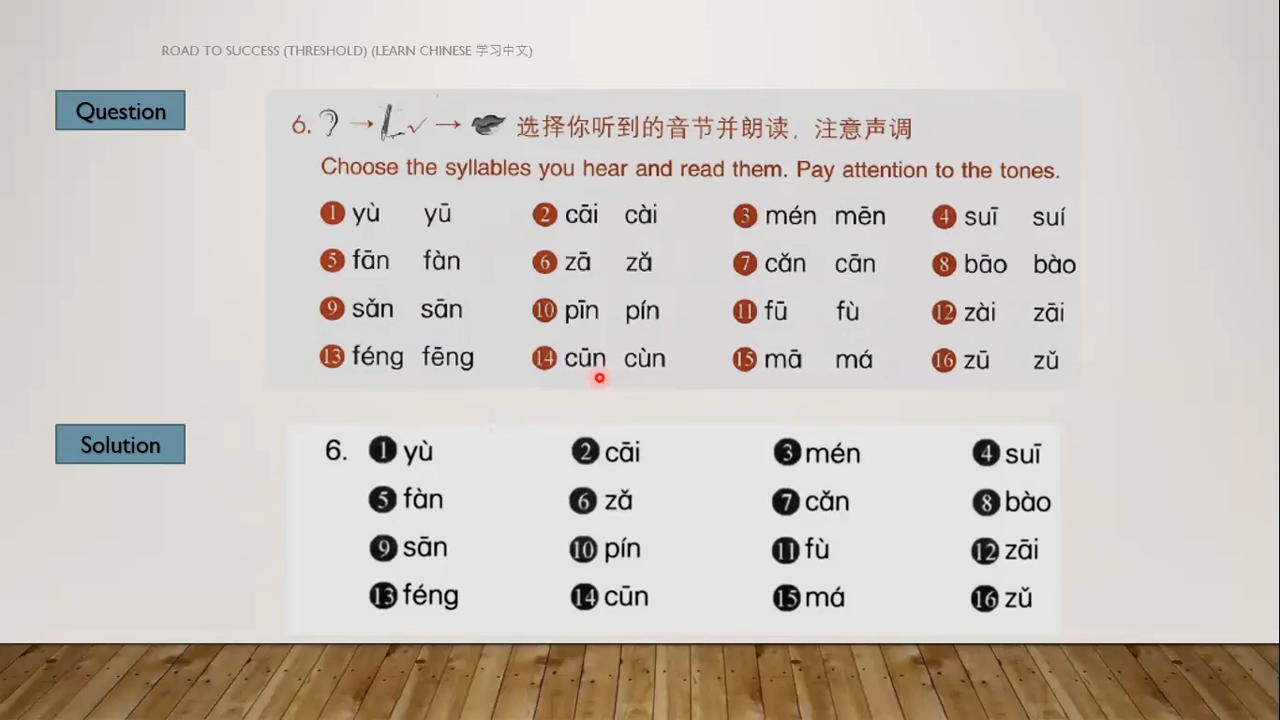 ROAD TO SUCCESS (THRESHOLD) (LEARN CHINESE 学习中文)
Question
6. → ✓ → 选择你听到的音节并朗读，注意声调
Choose the syllables you hear and read them. Pay attention to the tones.
1 yù yū 2 cāi cài 3 mén mēn 4 suī suí
5 fān fàn 6 zā zǎ 7 cǎn cān 8 bāo bào
9 sǎn sān 10 pīn pín 11 fū fù 12 zài zāi
13 féng fēng 14 cūn cùn 15 mā má 16 zū zǔ
Solution
6. 1 yù 2 cāi 3 mén 4 suī
5 fàn 6 zǎ 7 cǎn 8 bào
9 sān 10 pín 11 fù 12 zāi
13 féng 14 cūn 15 má 16 zǔ